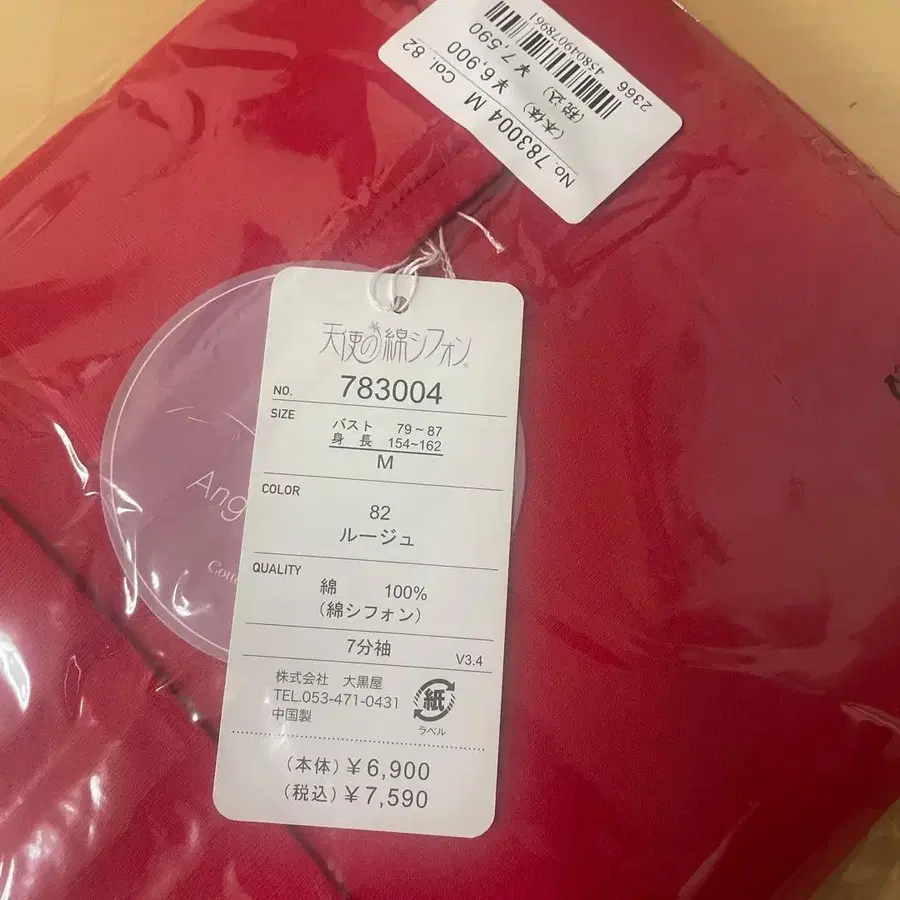 No. 783004 M Col. 82
(本体) ¥6,900
(税込) ¥7,590
2366 458049078961
天使の綿シフォン®
NO. 783004
SIZE
バスト 79~87
身 長 154~162
M
COLOR
82
ルージュ
QUALITY
綿 100%
(綿シフォン)
7分袖 V3.4
株式会社 大黒屋
TEL.053-471-0431
中国製
紙
ラベル
(本体) ¥6,900
(税込) ¥7,590
Ang